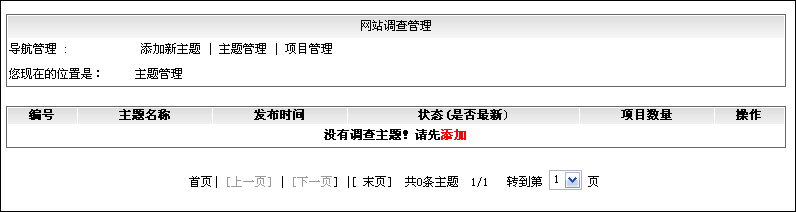 网站调查管理
导航管理 : 添加新主题 | 主题管理 | 项目管理
您现在的位置是: 主题管理
编号 主题名称 发布时间 状态(是否最新) 项目数量 操作
没有调查主题! 请先添加
首页| [上一页] | [下一页] |[ 末页] 共0条主题 1/1 转到第 1 页